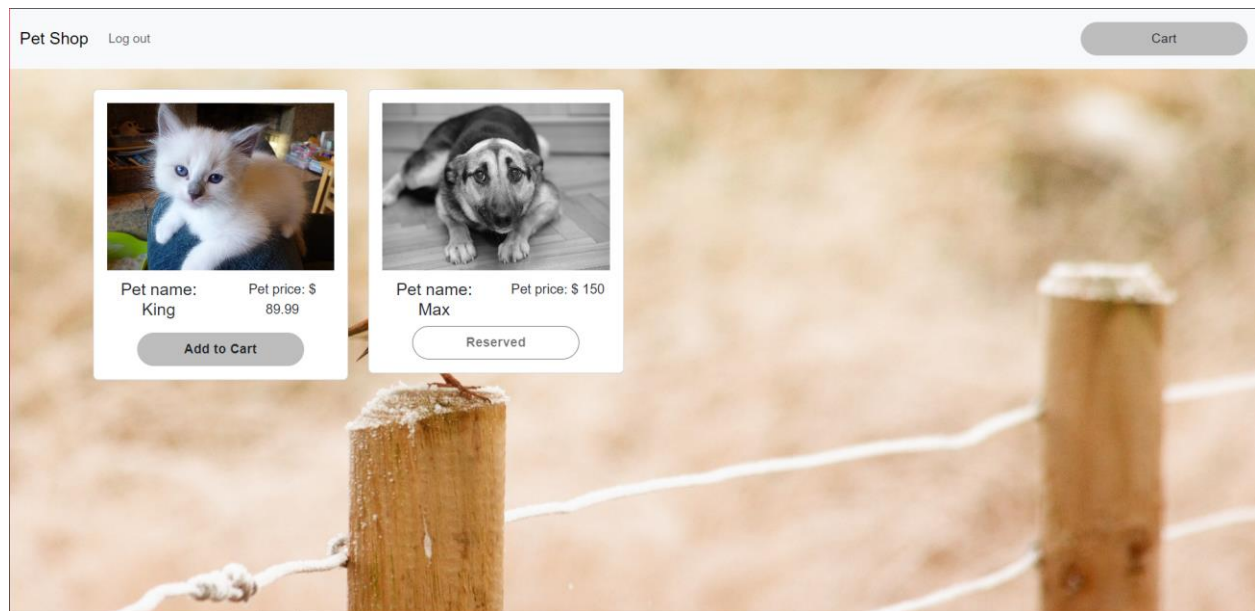 Pet Shop
Log out
Cart
Pet name:
King
Pet price: $
89.99
Add to Cart
Pet name:
Max
Pet price: $ 150
Reserved